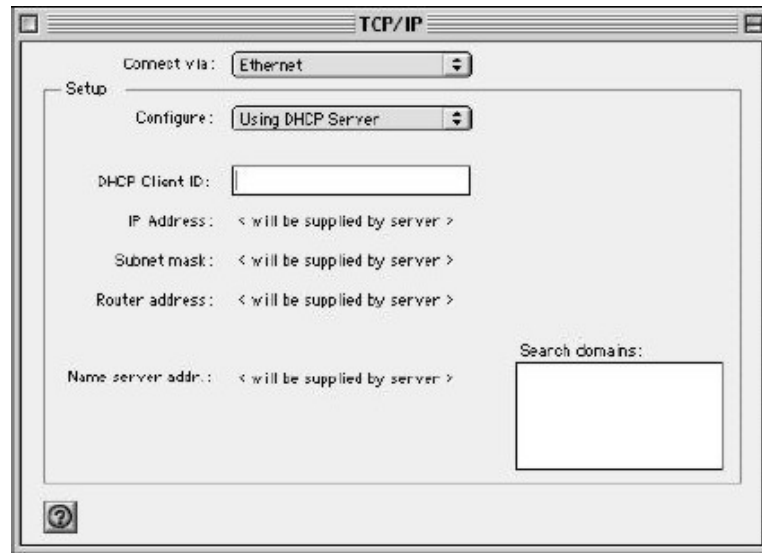 TCP/IP
Connect via: Ethernet
Setup
Configure: Using DHCP Server
DHCP Client ID:
IP Address: < will be supplied by server >
Subnet mask: < will be supplied by server >
Router address: < will be supplied by server >
Search domains:
Name server addr.: < will be supplied by server >
?